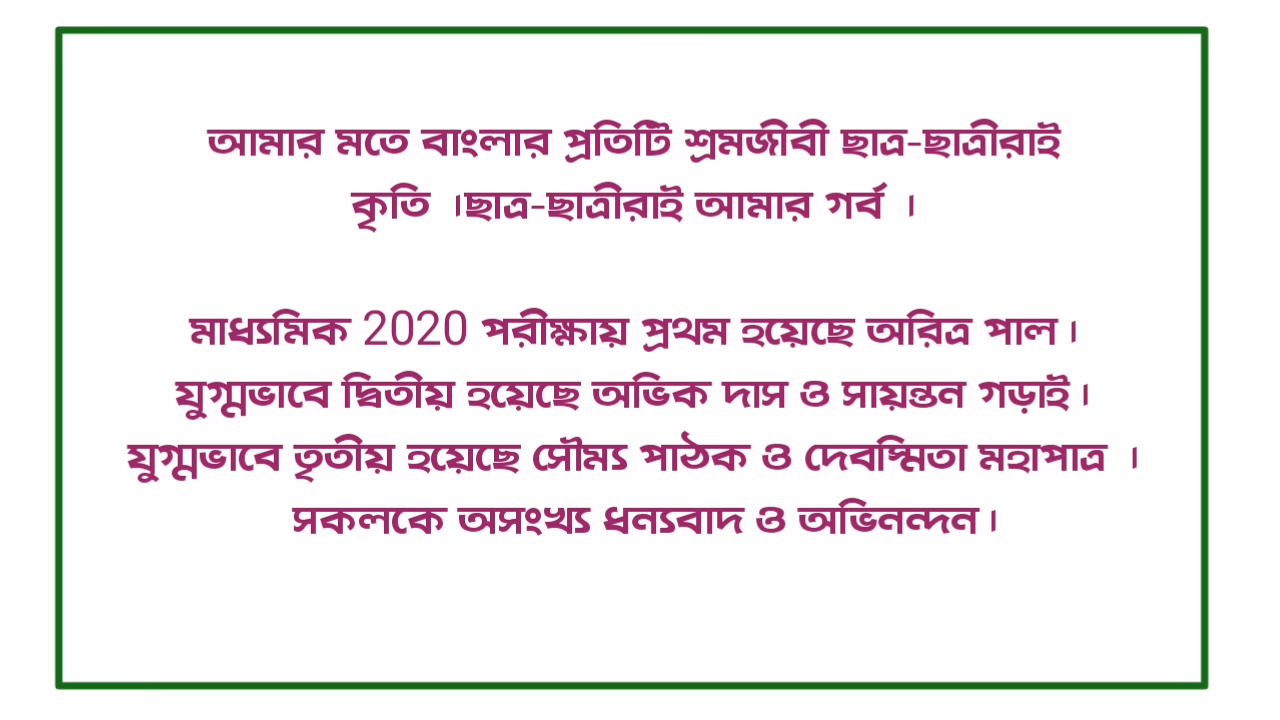 আমার মতে বাংলার প্রতিটি শ্রমজীবী ছাত্র-ছাত্রীরাই
কৃতি ।ছাত্র-ছাত্রীরাই আমার গর্ব ।
মাধ্যমিক 2020 পরীক্ষায় প্রথম হয়েছে অরিত্র পাল।
যুগ্মভাবে দ্বিতীয় হয়েছে অভিক দাস ও সায়ন্তন গড়াই।
যুগ্মভাবে তৃতীয় হয়েছে সৌম্য পাঠক ও দেবস্মিতা মহাপাত্র ।
সকলকে অসংখ্য ধন্যবাদ ও অভিনন্দন।